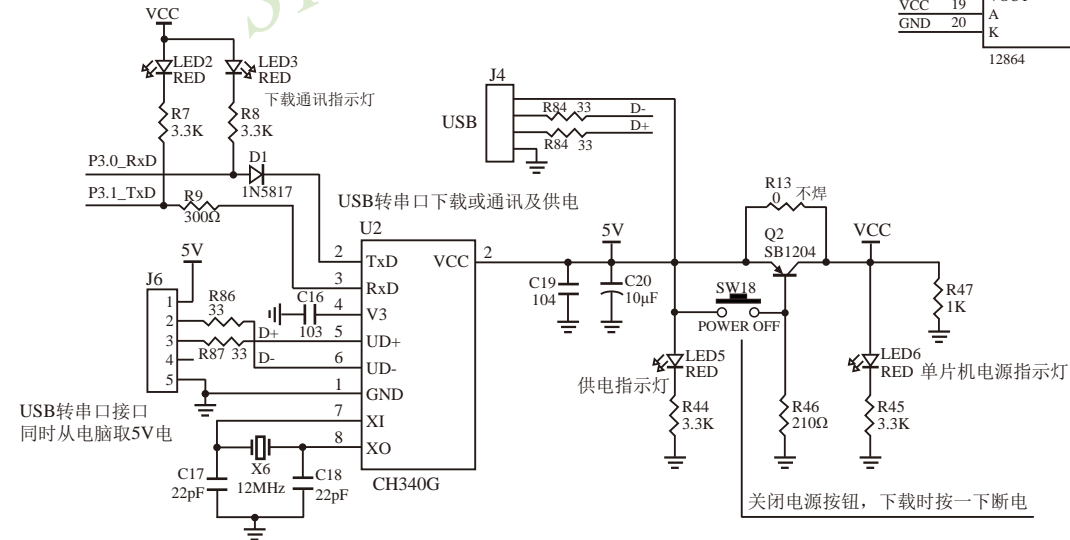 VCC
LED2
RED
LED3
RED
下载通讯指示灯
R7
3.3K
R8
3.3K
P3.0_RxD
D1
1N5817
P3.1_TxD
R9
300Ω
USB转串口下载或通讯及供电
U2
J4
USB
R84 33
D-
D+
R84 33
VCC 19
A
GND 20
K
12864
2
TxD
VCC
2
3
RxD
4
V3
5
UD+
6
UD-
1
GND
7
XI
8
XO
CH340G
5V
J6
1
2
3
4
5
R86
33
D+
R87 33
D-
C16
103
USB转串口接口
同时从电脑取5V电
C17
22pF
X6
12MHz
C18
22pF
5V
C19
104
C20
10μF
R13
0 不焊
Q2
SB1204
VCC
SW18
POWER OFF
R47
1K
LED5
RED
供电指示灯
LED6
RED
单片机电源指示灯
R44
3.3K
R46
210Ω
R45
3.3K
关闭电源按钮，下载时按一下断电